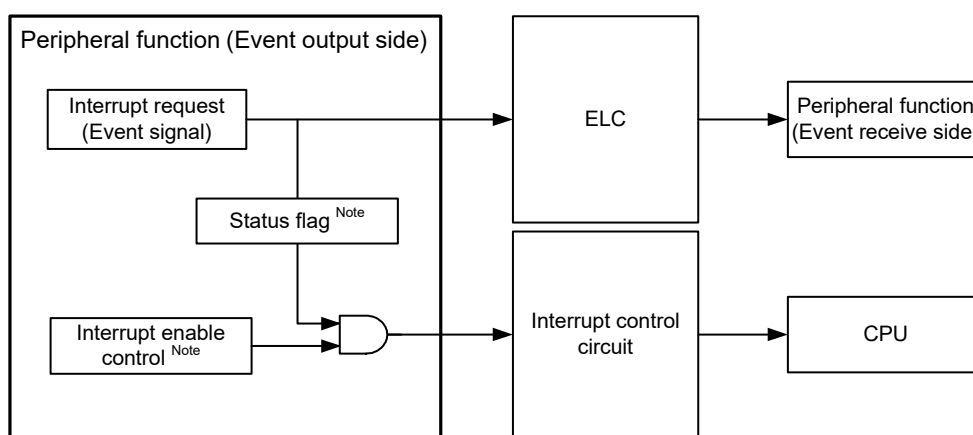 Peripheral function (Event output side)
Interrupt request
(Event signal)
ELC
Peripheral function
(Event receive side
Status flag Note
Interrupt enable
control Note
Interrupt control
circuit
CPU